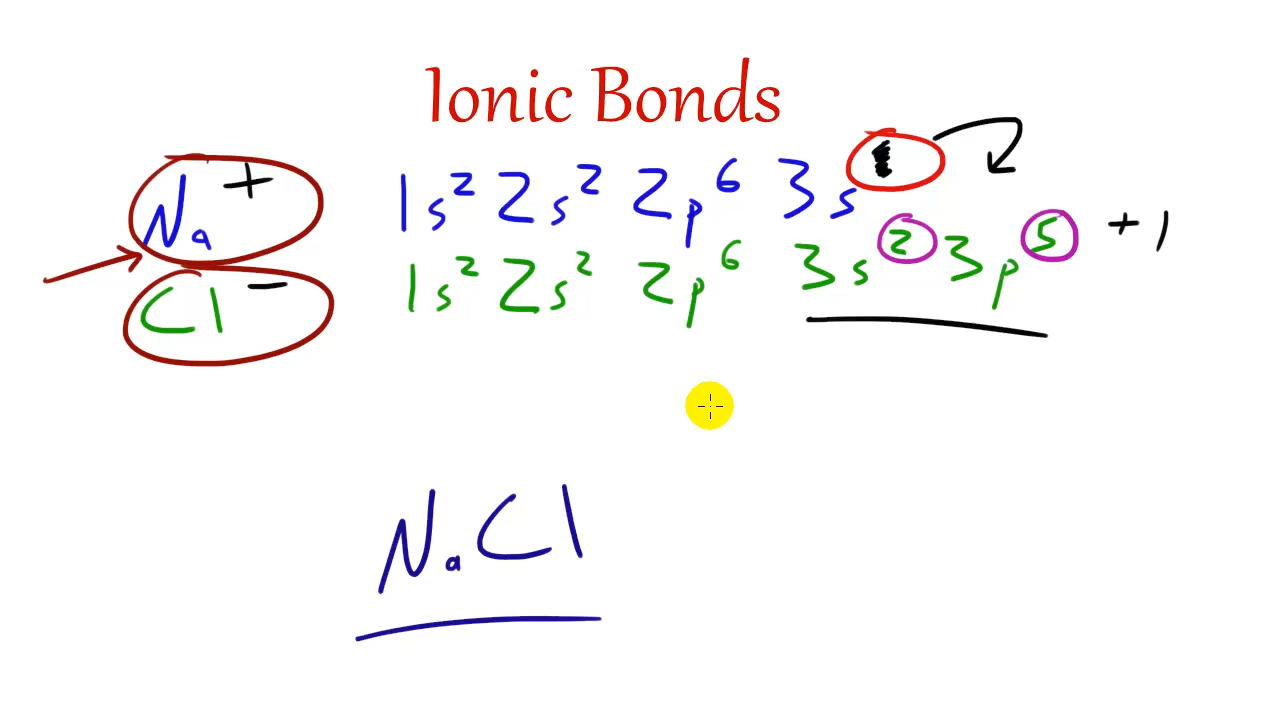 Ionic Bonds
Na⁺ 1s² 2s² 2p⁶ 3s¹
Cl⁻ 1s² 2s² 2p⁶ 3s² 3p⁵ +1
NaCl